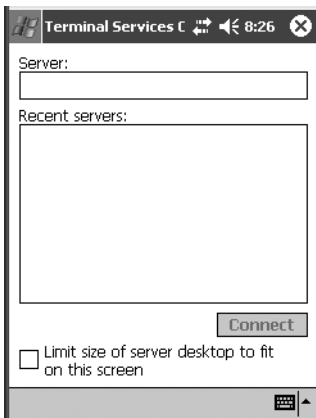 Terminal Services C 8:26
Server:
Recent servers:
Connect
Limit size of server desktop to fit
on this screen